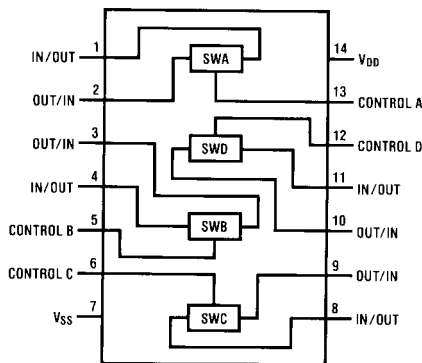 1
IN/OUT
2
OUT/IN
3
OUT/IN
4
IN/OUT
5
CONTROL B
6
CONTROL C
7
VSS
SWA
SWD
SWB
SWC
14
VDD
13
CONTROL A
12
CONTROL D
11
IN/OUT
10
OUT/IN
9
OUT/IN
8
IN/OUT